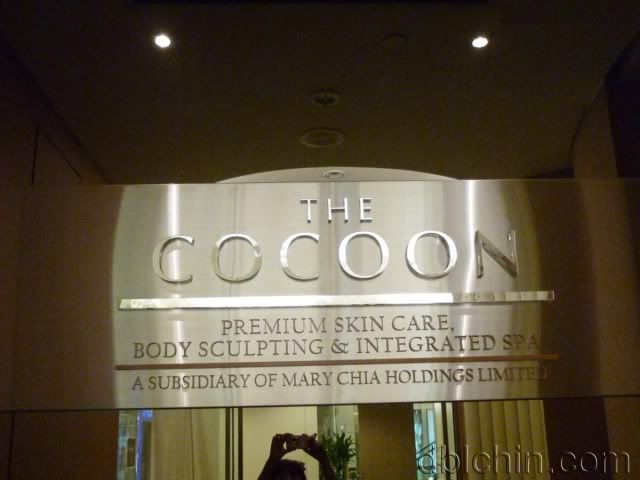 THE
COCOON
PREMIUM SKIN CARE,
BODY SCULPTING & INTEGRATED SPA
A SUBSIDIARY OF MARY CHIA HOLDINGS LIMITED
dblchin.com